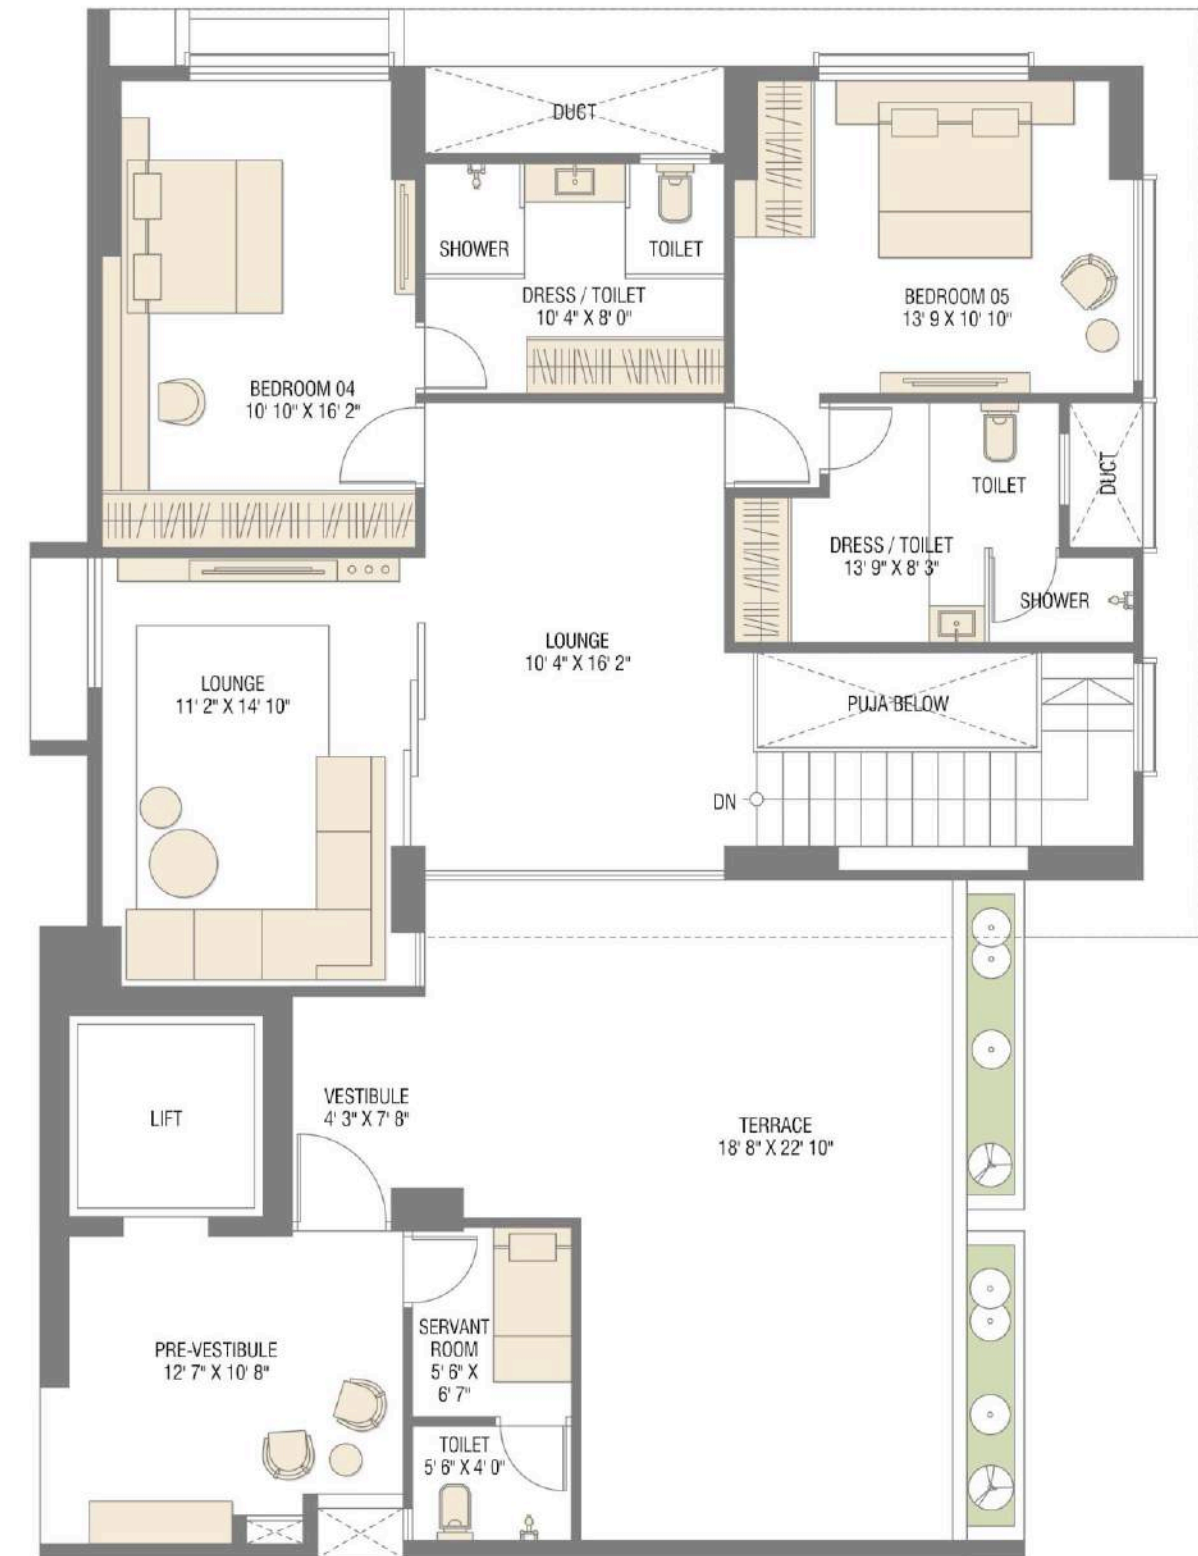 DUCT
SHOWER
TOILET
DRESS / TOILET
10' 4" X 8' 0"
BEDROOM 05
13' 9 X 10' 10"
BEDROOM 04
10' 10" X 16' 2"
TOILET
DUCT
DRESS / TOILET
13' 9" X 8' 3"
SHOWER
LOUNGE
10' 4" X 16' 2"
LOUNGE
11' 2" X 14' 10"
PUJA BELOW
DN
VESTIBULE
4' 3" X 7' 8"
LIFT
TERRACE
18' 8" X 22' 10"
PRE-VESTIBULE
12' 7" X 10' 8"
SERVANT
ROOM
5' 6" X
6' 7"
TOILET
5' 6" X 4' 0"